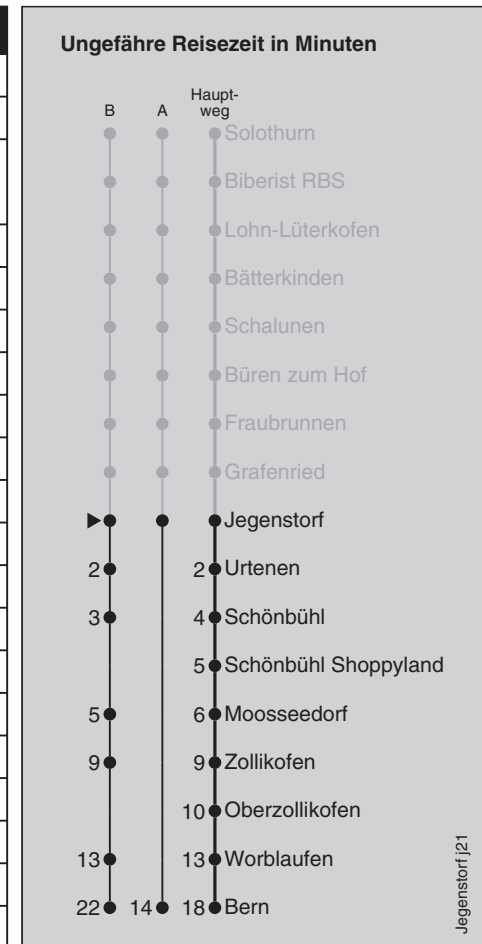 Ungefähre Reisezeit in Minuten
Haupt-
B A weg
Solothurn
Biberist RBS
Lohn-Lüterkofen
Bätterkinden
Schalunen
Büren zum Hof
Fraubrunnen
Grafenried
Jegenstorf
2 2 Urtenen
3 4 Schönbühl
5 Schönbühl Shoppyland
5 6 Moosseedorf
9 9 Zollikofen
10 Oberzollikofen
13 13 Worblaufen
22 14 18 Bern
Jegenstorf j21